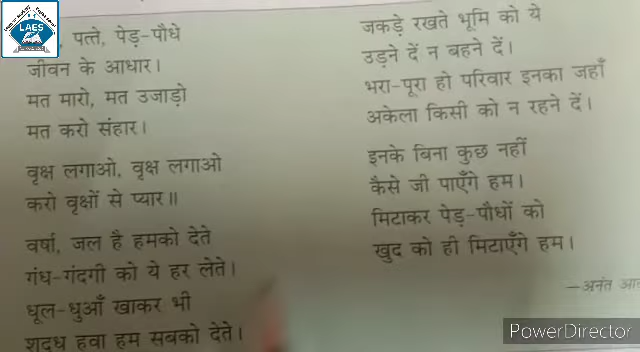 LAES
पत्ते, पेड़-पौधे
जीवन के आधार।
मत मारो, मत उजाड़ो
मत करो संहार।
वृक्ष लगाओ, वृक्ष लगाओ
करो वृक्षों से प्यार॥
वर्षा, जल है हमको देते
गंध-गंदगी को ये हर लेते।
धूल-धुआँ खाकर भी
शुद्ध हवा हम सबको देते।
जकड़े रखते भूमि को ये
उड़ने दें न बहने दें।
भरा-पूरा हो परिवार इनका जहाँ
अकेला किसी को न रहने दें।
इनके बिना कुछ नहीं
कैसे जी पाएँगे हम।
मिटाकर पेड़-पौधों को
खुद को ही मिटाएँगे हम।
—अनंत
PowerDirector